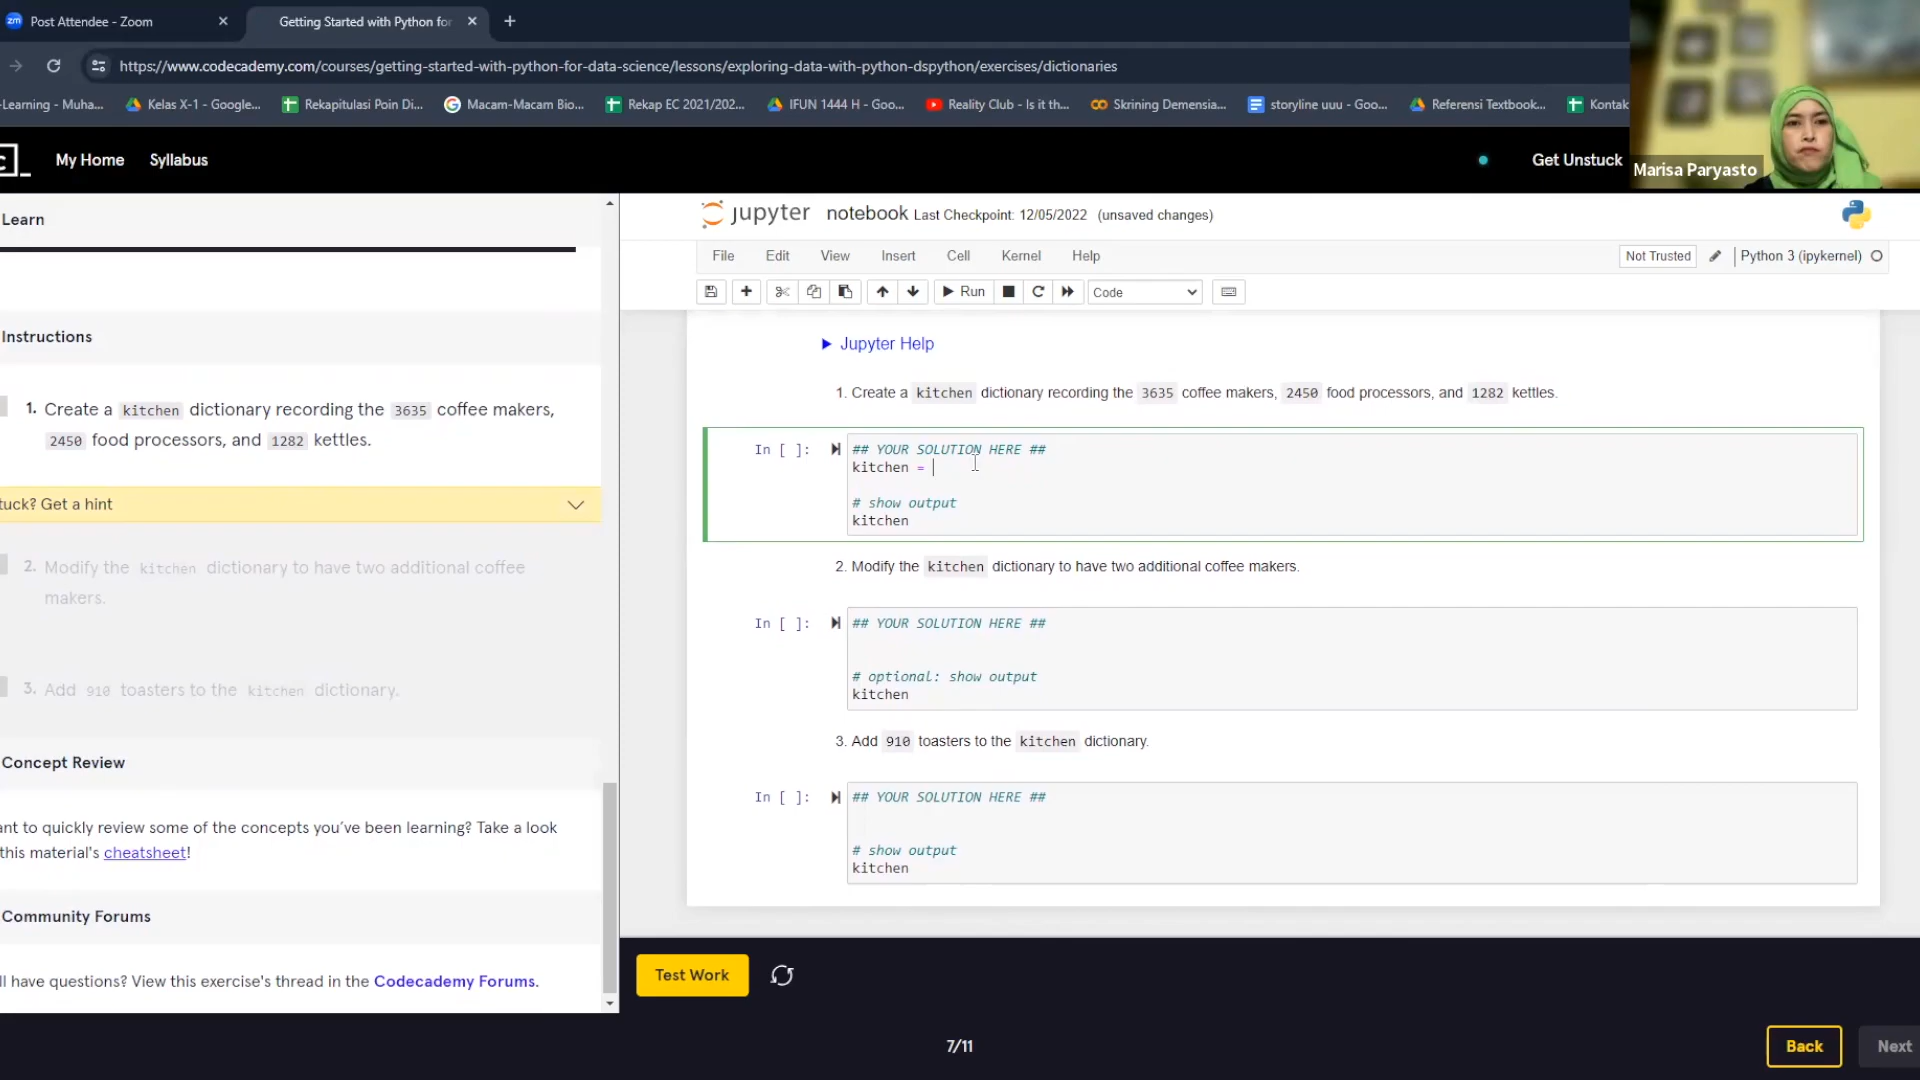 Post Attendee - Zoom
Getting Started with Python for
https://www.codecademy.com/courses/getting-started-with-python-for-data-science/lessons/exploring-data-with-python-dspython/exercises/dictionaries
-Learning - Muha...
Kelas X-1 - Google...
Rekapitulasi Poin Di...
Macam-Macam Bio...
Rekap EC 2021/202...
IFUN 1444 H - Goo...
Reality Club - Is it th...
Skrining Demensia...
storyline uuu - Goo...
Referensi Textbook...
Kontak
Marisa Paryasto
My Home
Syllabus
Get Unstuck
Learn
Instructions
1. Create a kitchen dictionary recording the 3635 coffee makers,
2450 food processors, and 1282 kettles.
tuck? Get a hint
2. Modify the kitchen dictionary to have two additional coffee
makers.
3. Add 910 toasters to the kitchen dictionary.
Concept Review
ant to quickly review some of the concepts you've been learning? Take a look
this material's cheatsheet!
Community Forums
ll have questions? View this exercise's thread in the Codecademy Forums.
jupyter notebook Last Checkpoint: 12/05/2022 (unsaved changes)
File Edit View Insert Cell Kernel Help
Not Trusted
Python 3 (ipykernel)
Run
Code
Jupyter Help
1. Create a kitchen dictionary recording the 3635 coffee makers, 2450 food processors, and 1282 kettles.
In [ ]:
## YOUR SOLUTION HERE ##
kitchen =
# show output
kitchen
2. Modify the kitchen dictionary to have two additional coffee makers.
In [ ]:
## YOUR SOLUTION HERE ##
# optional: show output
kitchen
3. Add 910 toasters to the kitchen dictionary.
In [ ]:
## YOUR SOLUTION HERE ##
# show output
kitchen
Test Work
7/11
Back
Next